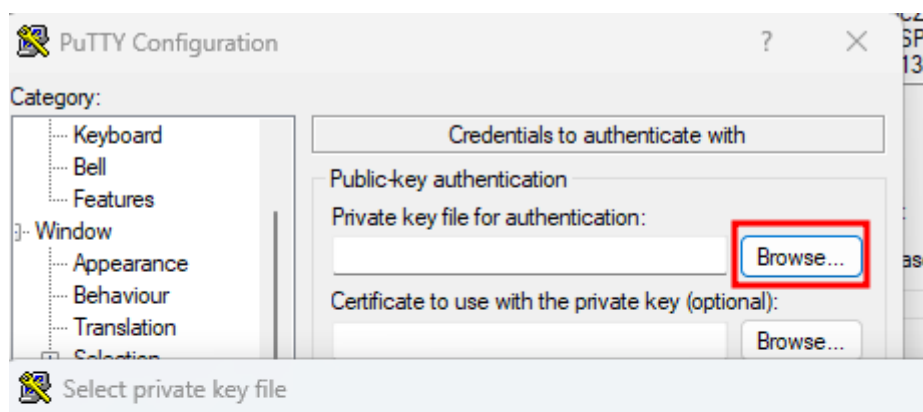 PuTTY Configuration
Category:
Keyboard
Bell
Features
Window
Appearance
Behaviour
Translation
Selection
Credentials to authenticate with
Public-key authentication
Private key file for authentication:
Browse...
Certificate to use with the private key (optional):
Browse...
Select private key file